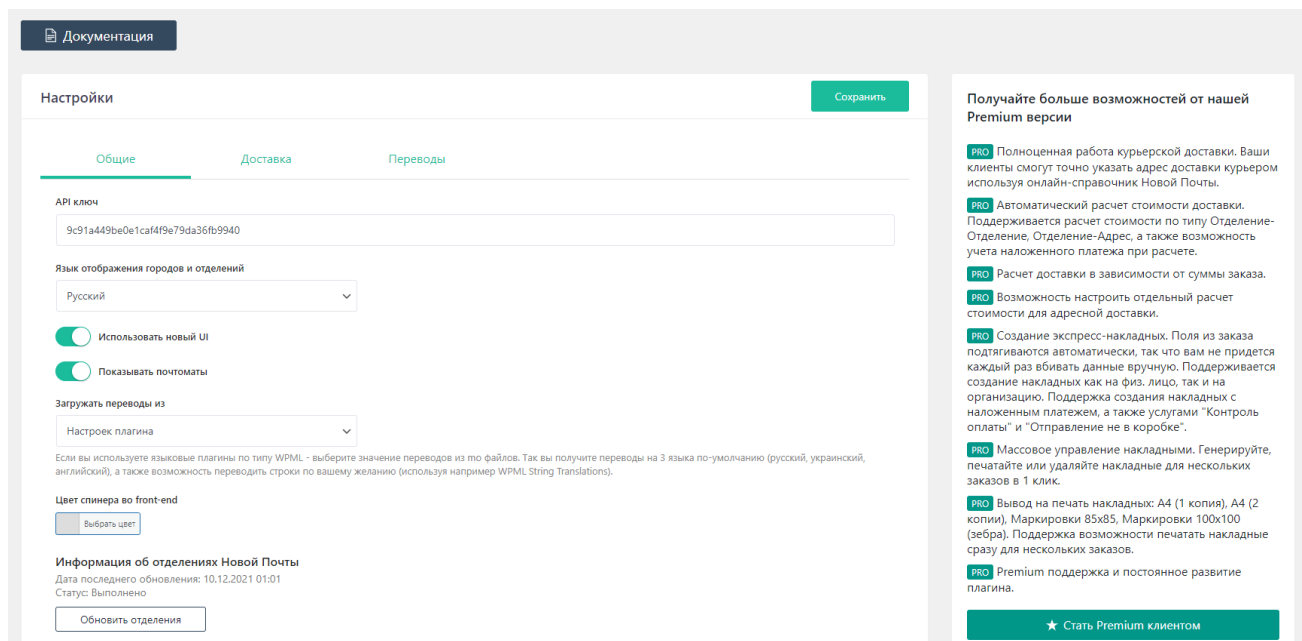 Документация
Настройки
Сохранить
Общие
Доставка
Переводы
API ключ
9c91a449be0e1caf4f9e79da36fb9940
Язык отображения городов и отделений
Русский
Использовать новый UI
Показывать почтоматы
Загружать переводы из
Настроек плагина
Если вы используете языковые плагины по типу WPML - выберите значение переводов из mo файлов. Так вы получите переводы на 3 языка по-умолчанию (русский, украинский,
английский), а также возможность переводить строки по вашему желанию (используя например WPML String Translations).
Цвет спинера во front-end
Выбрать цвет
Информация об отделениях Новой Почты
Дата последнего обновления: 10.12.2021 01:01
Статус: Выполнено
Обновить отделения
Получайте больше возможностей от нашей
Premium версии
PRO Полноценная работа курьерской доставки. Ваши
клиенты смогут точно указать адрес доставки курьером
используя онлайн-справочник Новой Почты.
PRO Автоматический расчет стоимости доставки.
Поддерживается расчет стоимости по типу Отделение-
Отделение, Отделение-Адрес, а также возможность
учета наложенного платежа при расчете.
PRO Расчет доставки в зависимости от суммы заказа.
PRO Возможность настроить отдельный расчет
стоимости для адресной доставки.
PRO Создание экспресс-накладных. Поля из заказа
подтягиваются автоматически, так что вам не придется
каждый раз вбивать данные вручную. Поддерживается
создание накладных как на физ. лицо, так и на
организацию. Поддержка создания накладных с
наложенным платежем, а также услугами "Контроль
оплаты" и "Отправление не в коробке".
PRO Массовое управление накладными. Генерируйте,
печатайте или удаляйте накладные для нескольких
заказов в 1 клик.
PRO Вывод на печать накладных: А4 (1 копия), А4 (2
копии), Маркировки 85x85, Маркировки 100x100
(зебра). Поддержка возможности печатать накладные
сразу для нескольких заказов.
PRO Premium поддержка и постоянное развитие
плагина.
Стать Premium клиентом